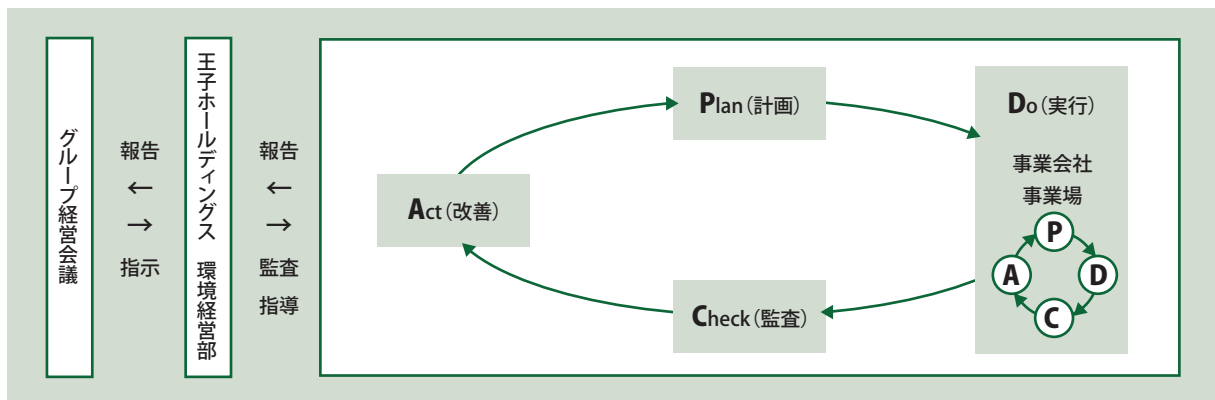 グループ経営会議
報告
←
→
指示
王子ホールディングス 環境経営部
報告
←
→
監査
指導
Plan(計画)
Do(実行)
事業会社
事業場
P
D
C
A
Check(監査)
Act(改善)